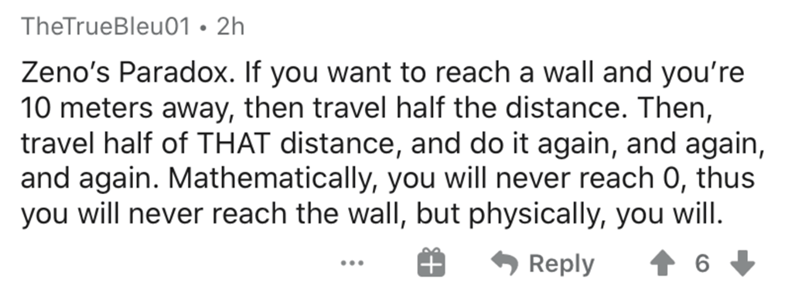 TheTrueBleu01 • 2h
Zeno's Paradox. If you want to reach a wall and you're
10 meters away, then travel half the distance. Then,
travel half of THAT distance, and do it again, and again,
and again. Mathematically, you will never reach 0, thus
you will never reach the wall, but physically, you will.
... Reply 6